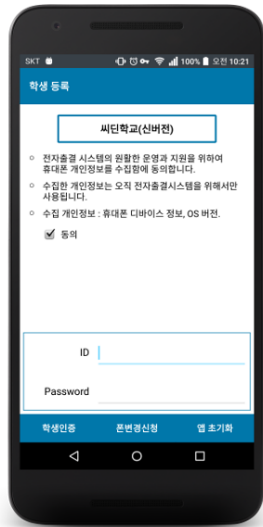 SKT 100% 오전 10:21
학생 등록
씨딘학교(신버전)
전자출결 시스템의 원활한 운영과 지원을 위하여
휴대폰 개인정보를 수집함에 동의합니다.
수집한 개인정보는 오직 전자출결시스템을 위해서만
사용됩니다.
수집 개인정보 : 휴대폰 디바이스 정보, OS 버전.
동의
ID
Password
학생인증 폰변경신청 앱 초기화